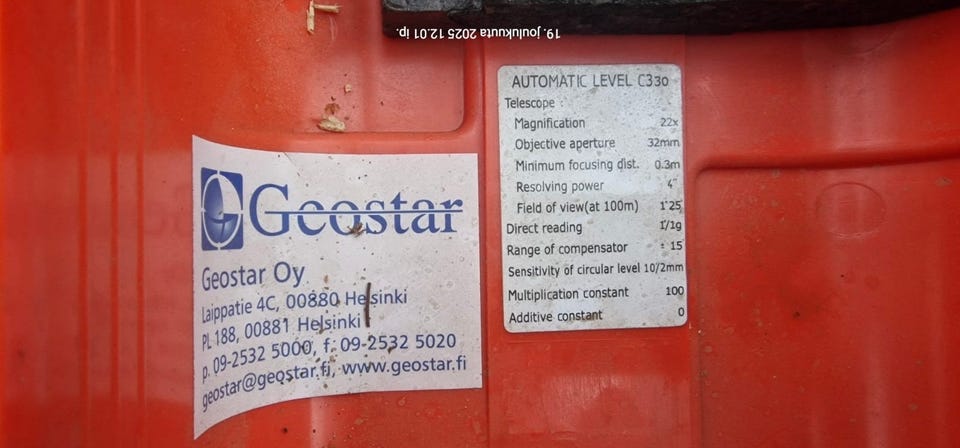 19. joulukuuta 2025 12.01 ip.
Geostar
Geostar Oy
Laippatie 4C, 00880 Helsinki
PL 188, 00881 Helsinki
p. 09-2532 5000, f. 09-2532 5020
geostar@geostar.fi, www.geostar.fi
AUTOMATIC LEVEL C330
Telescope :
Magnification 22x
Objective aperture 32mm
Minimum focusing dist. 0.3m
Resolving power 4"
Field of view(at 100m) 1°25
Direct reading 1/1g
Range of compensator ± 15
Sensitivity of circular level 10/2mm
Multiplication constant 100
Additive constant 0